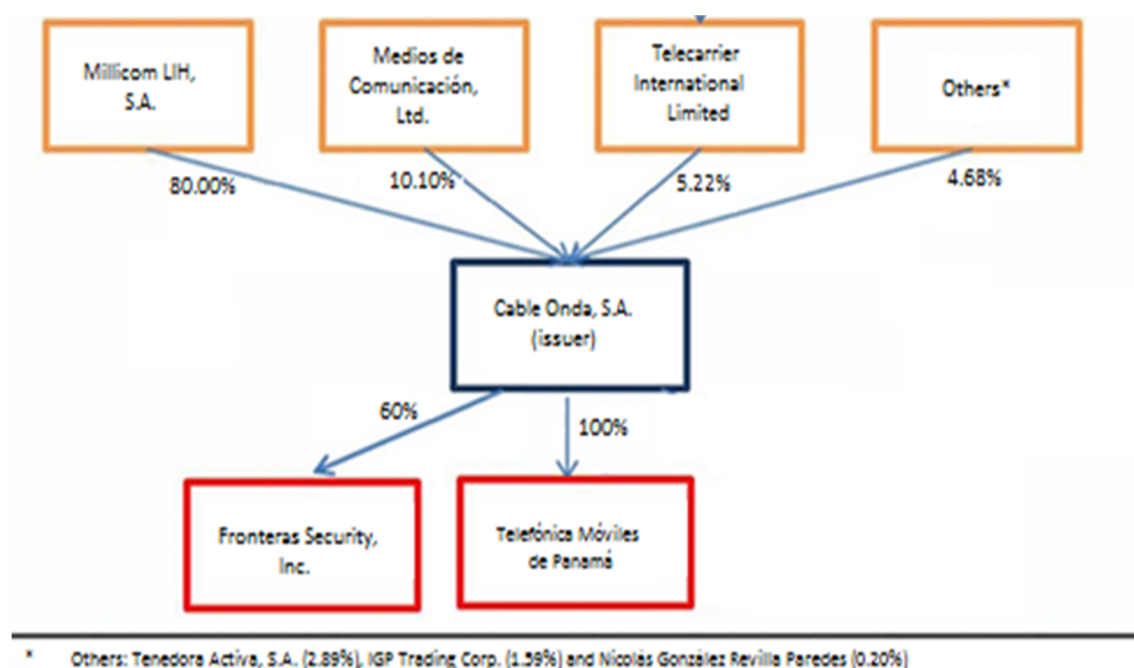 Millicom LIH,
S.A.
Medios de
Comunicación,
Ltd.
Telecarrier
International
Limited
Others*
80.00%
10.10%
5.22%
4.68%
Cable Onda, S.A.
(issuer)
60%
100%
Fronteras Security,
Inc.
Telefónica Móviles
de Panamá
* Others: Tenedora Activa, S.A. (2.89%), IGP Trading Corp. (1.59%) and Nicolás González Revilla Paredes (0.20%)